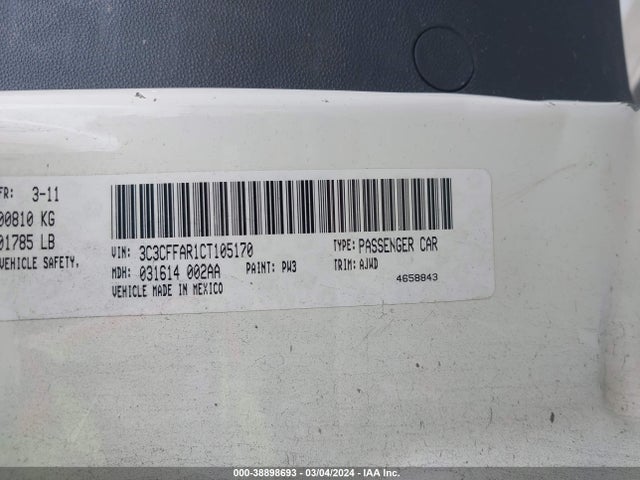 FR: 3-11
00810 KG
01785 LB
VEHICLE SAFETY,
VIN: 3C3CFFAR1CT105170
TYPE: PASSENGER CAR
MDH: 031614 002AA
PAINT: PW3
TRIM: AJWD
VEHICLE MADE IN MEXICO
4658843
000-38898693 - 03/04/2024 - IAA Inc.